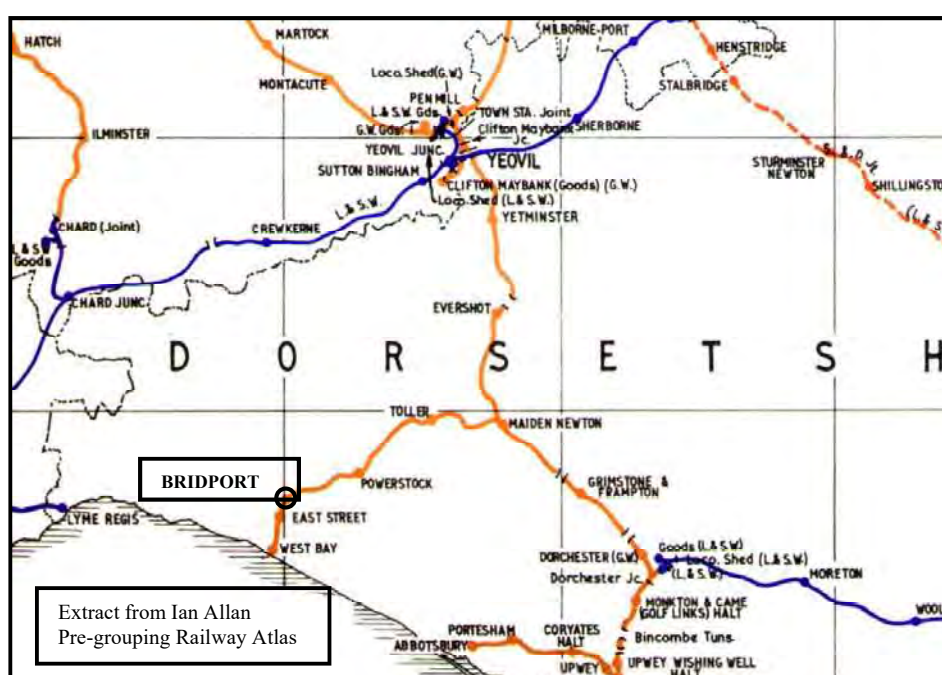 HATCH
MARTOCK
MILBORNE-PORT
HENSTRIDGE
Loco. Shed (G.W.)
STALBRIDGE
MONTACUTE
PEN MILL
L.&S.W. Gds.
TOWN STA. Joint
G.W. Gds.
Clifton Maybank
Jc.
SHERBORNE
ILMINSTER
YEOVIL JUNC.
YEOVIL
S. & D. Jt.
STURMINSTER
NEWTON
SUTTON BINGHAM
CLIFTON MAYBANK (Goods) (G.W.)
SHILLINGSTO
Loco. Shed (L.& S.W.)
L.& S.W.
(L.& S
YETMINSTER
CHARD (Joint)
CREWKERNE
L & S.W
Goods
CHARD JUNC.
EVERSHOT
D O R S E T S H
TOLLER
MAIDEN NEWTON
BRIDPORT
POWERSTOCK
GRIMSTONE &
FRAMPTON
LYME REGIS
EAST STREET
WEST BAY
Goods (L.& S.W.)
DORCHESTER (G.W.)
Loco. Shed (L.& S.W.)
(L.& S.W.)
Dorchester Jc.
MORETON
MONKTON & CAME
(GOLF LINKS) HALT
WOOL
Extract from Ian Allan
Pre-grouping Railway Atlas
PORTESHAM
CORYATES
HALT
Bincombe Tuns.
ABBOTSBURY
UPWEY
UPWEY WISHING WELL
HALT